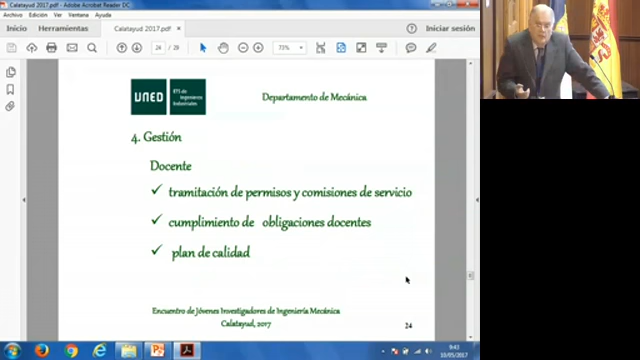 Calatayud 2017.pdf - Adobe Acrobat Reader DC
Archivo Edición Ver Ventana Ayuda
Inicio Herramientas Calatayud 2017.pdf × Iniciar sesión
24 / 28 73%
UNED ETS de Ingenieros Industriales
Departamento de Mecánica
4. Gestión
Docente
✓ tramitación de permisos y comisiones de servicio
✓ cumplimiento de obligaciones docentes
✓ plan de calidad
Encuentro de Jóvenes Investigadores de Ingeniería Mecánica
Calatayud, 2017
24
9:43
10/05/2017